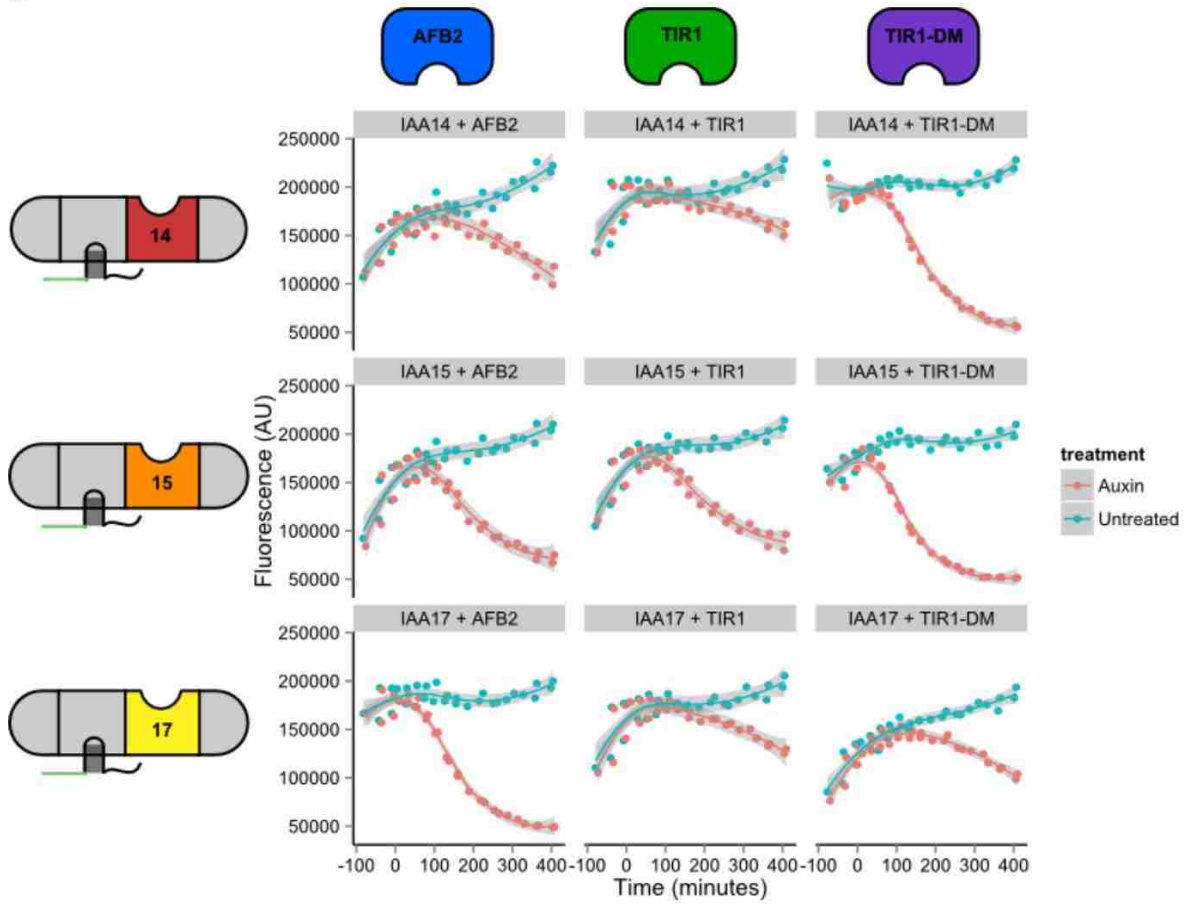 AFB2 TIR1 TIR1-DM
IAA14 + AFB2 IAA14 + TIR1 IAA14 + TIR1-DM
250000
200000
150000
100000
50000
14
IAA15 + AFB2 IAA15 + TIR1 IAA15 + TIR1-DM
250000
200000
150000
100000
50000
15
Fluorescence (AU)
treatment
Auxin
Untreated
IAA17 + AFB2 IAA17 + TIR1 IAA17 + TIR1-DM
250000
200000
150000
100000
50000
17
-100 0 100 200 300 400 -100 0 100 200 300 400 -100 0 100 200 300 400
Time (minutes)